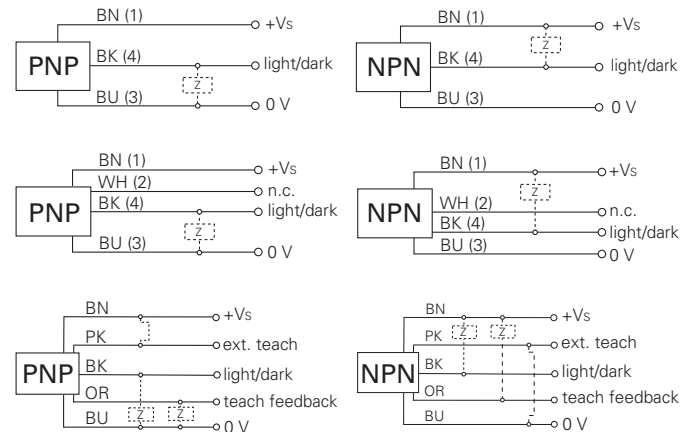 BN (1) +Vs
PNP BK (4) light/dark
Z
BU (3) 0 V
BN (1) +Vs
Z
NPN BK (4) light/dark
BU (3) 0 V
BN (1) +Vs
WH (2) n.c.
PNP BK (4) light/dark
Z
BU (3) 0 V
BN (1) +Vs
Z
NPN WH (2) n.c.
BK (4) light/dark
BU (3) 0 V
BN +Vs
PK ext. teach
PNP BK light/dark
OR teach feedback
Z Z
BU 0 V
BN +Vs
Z Z
PK ext. teach
NPN BK light/dark
OR teach feedback
BU 0 V